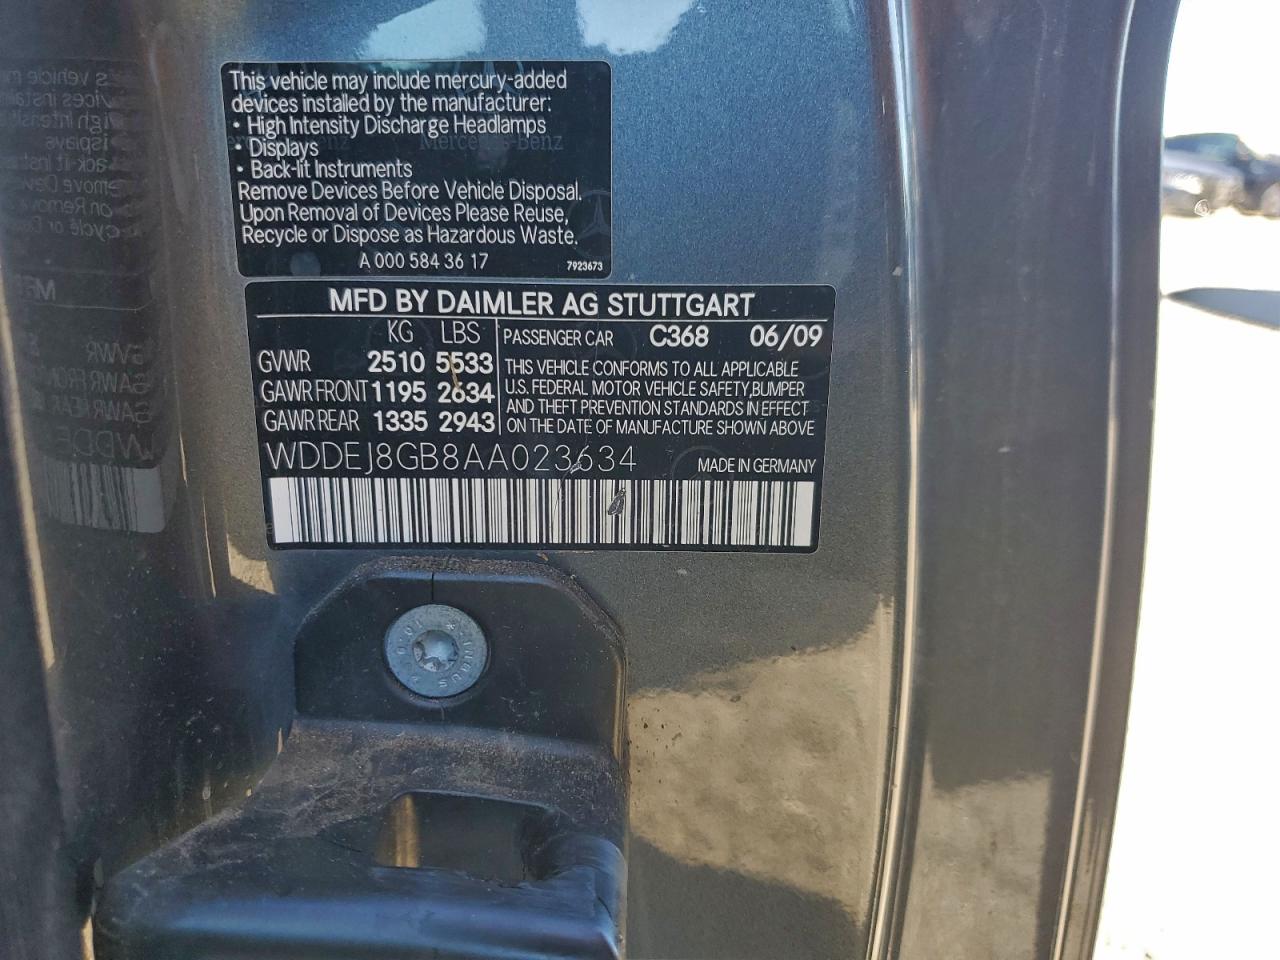 This vehicle may include mercury-added
devices installed by the manufacturer:
• High Intensity Discharge Headlamps
• Displays
• Back-lit Instruments
Remove Devices Before Vehicle Disposal.
Upon Removal of Devices Please Reuse,
Recycle or Dispose as Hazardous Waste.
A 000 584 36 17 7923673
MFD BY DAIMLER AG STUTTGART
KG LBS
GVWR 2510 5533
GAWR FRONT 1195 2634
GAWR REAR 1335 2943
PASSENGER CAR C368 06/09
THIS VEHICLE CONFORMS TO ALL APPLICABLE
U.S. FEDERAL MOTOR VEHICLE SAFETY,BUMPER
AND THEFT PREVENTION STANDARDS IN EFFECT
ON THE DATE OF MANUFACTURE SHOWN ABOVE
WDDEJ8GB8AA023634 MADE IN GERMANY